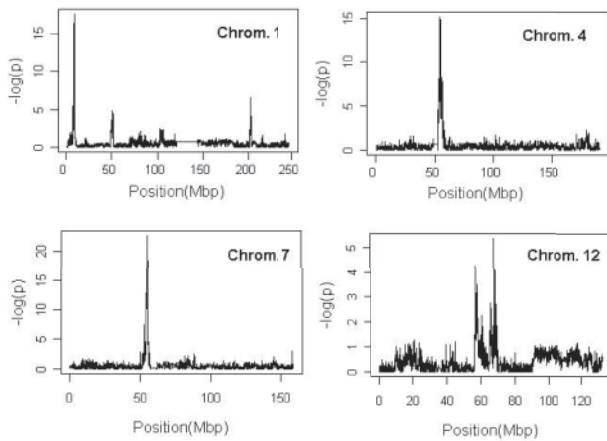 Chrom. 1
-log(p)
15
10
5
0
0 50 100 150 200 250
Position(Mbp)
Chrom. 4
-log(p)
15
10
5
0
0 50 100 150
Position(Mbp)
Chrom. 7
-log(p)
20
15
10
5
0
0 50 100 150
Position(Mbp)
Chrom. 12
-log(p)
5
4
3
2
1
0
0 20 40 60 80 100 120
Position(Mbp)